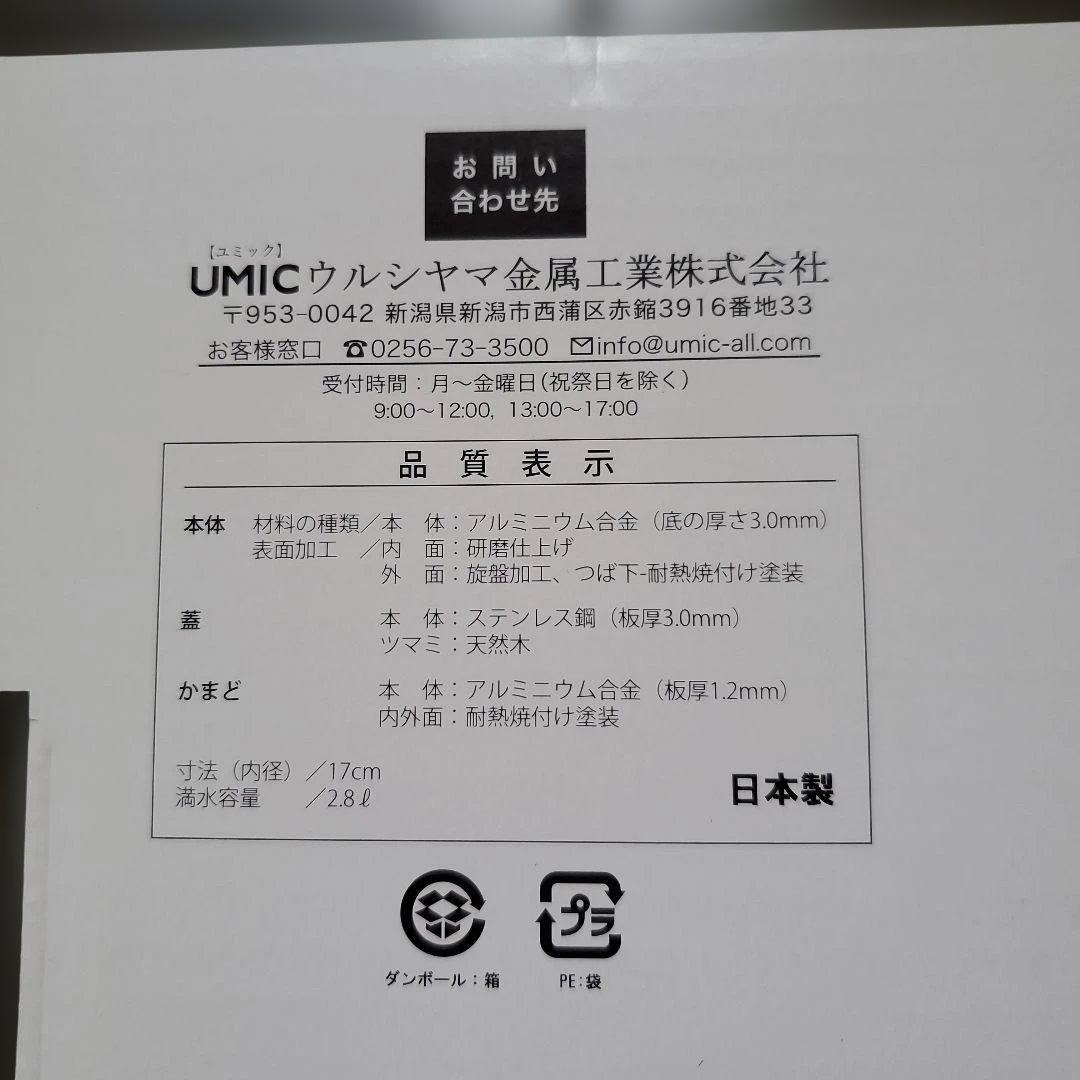 お問い
合わせ先
【ユミック】
UMICウルシヤマ金属工業株式会社
〒953-0042 新潟県新潟市西蒲区赤鏥3916番地33
お客様窓口 ☎0256-73-3500 ✉info@umic-all.com
受付時間：月～金曜日（祝祭日を除く）
9:00～12:00, 13:00～17:00
品質表示
本体 材料の種類／本 体：アルミニウム合金（底の厚さ3.0mm）
表面加工 ／内 面：研磨仕上げ
外 面：旋盤加工、つば下-耐熱焼付け塗装
蓋 本 体：ステンレス鋼（板厚3.0mm）
ツマミ：天然木
かまど 本 体：アルミニウム合金（板厚1.2mm）
内外面：耐熱焼付け塗装
寸法（内径）／17cm
満水容量 ／2.8ℓ
日本製
プラ
ダンボール：箱 PE：袋